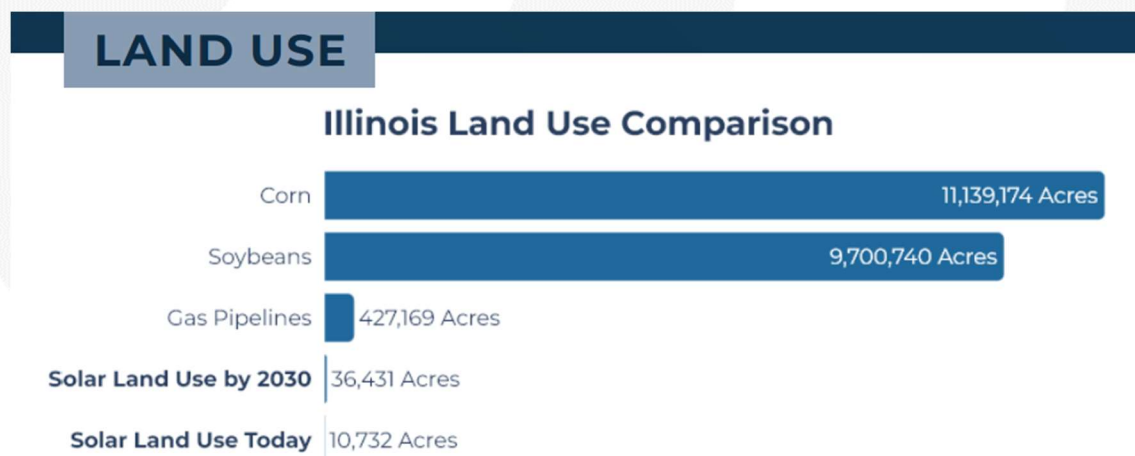 LAND USE
Illinois Land Use Comparison
Corn 11,139,174 Acres
Soybeans 9,700,740 Acres
Gas Pipelines 427,169 Acres
Solar Land Use by 2030 36,431 Acres
Solar Land Use Today 10,732 Acres